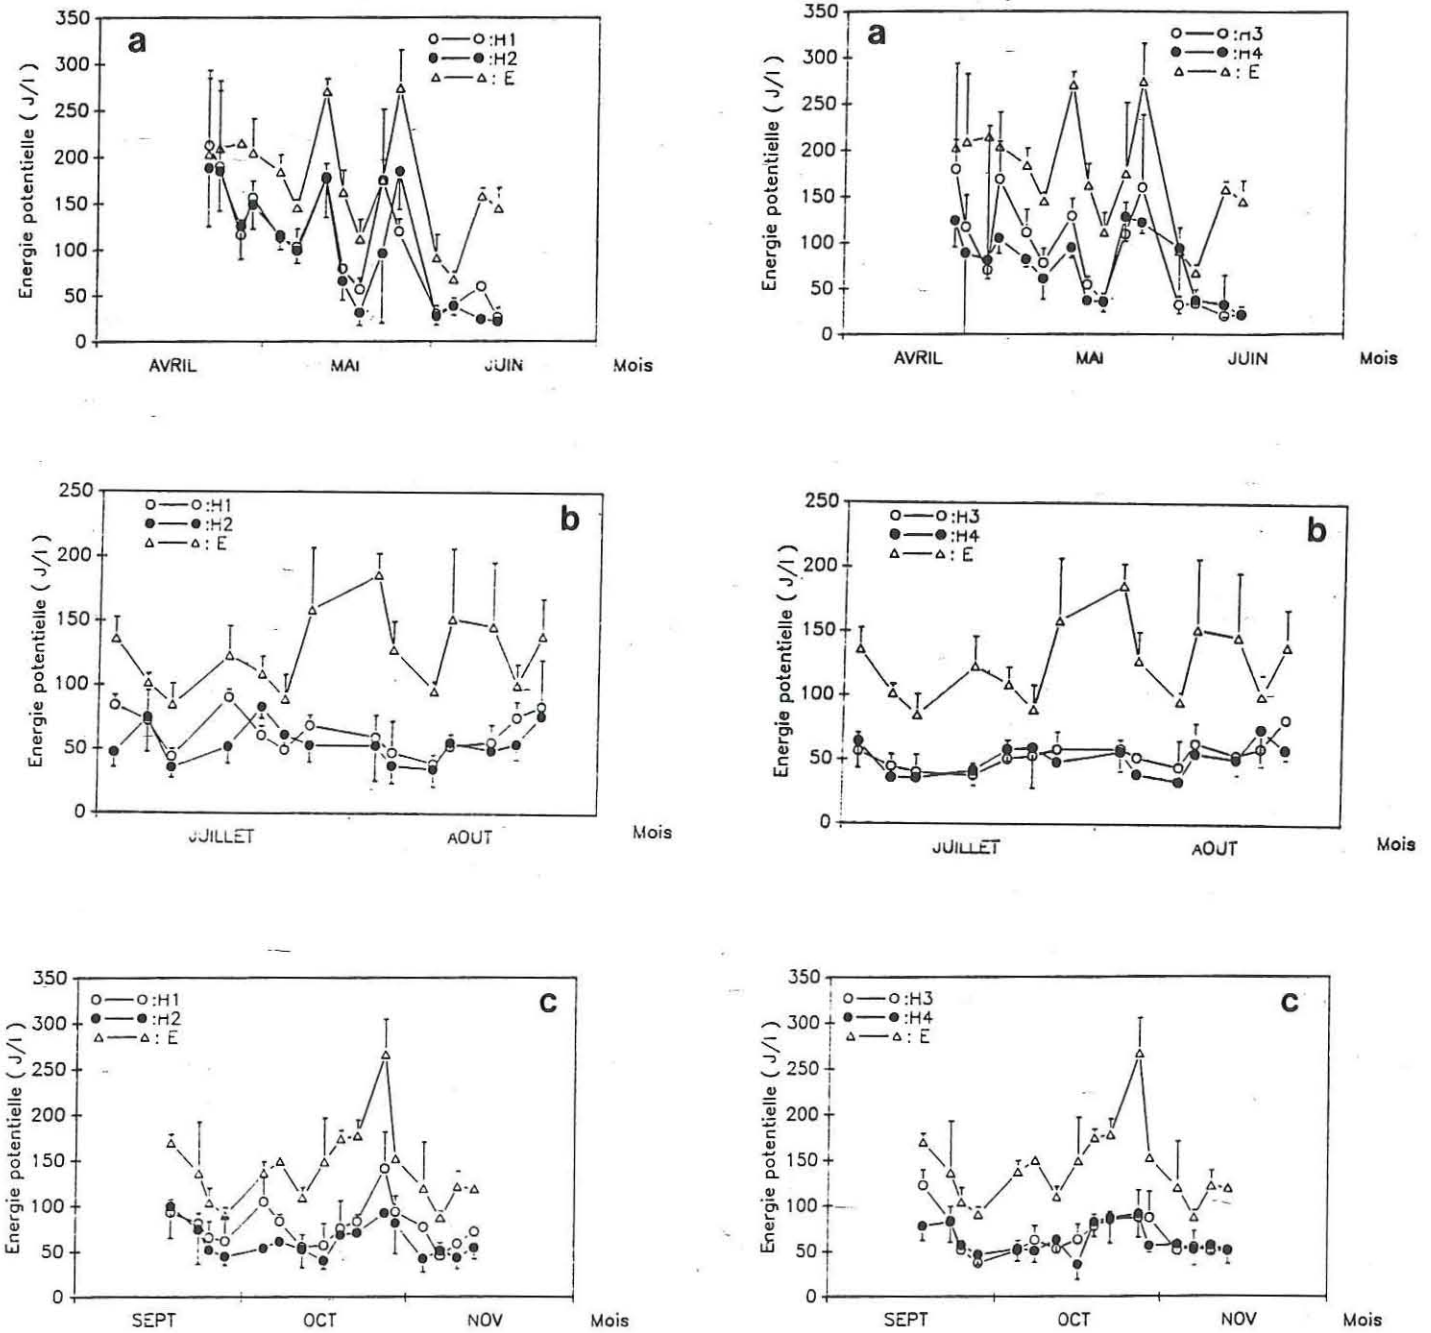 350
300
250
200
150
100
50
0
Energie potentielle ( J/l )
a
:H1
:H2
: E
AVRIL MAI JUIN Mois
350
300
250
200
150
100
50
0
Energie potentielle ( J/l )
a
:H3
:H4
: E
AVRIL MAI JUIN Mois
250
200
150
100
50
0
Energie potentielle ( J/l )
:H1
:H2
: E
b
JUILLET AOUT Mois
250
200
150
100
50
0
Energie potentielle ( J/l )
:H3
:H4
: E
b
JUILLET AOUT Mois
350
300
250
200
150
100
50
0
Energie potentielle ( J/l )
:H1
:H2
: E
c
SEPT OCT NOV Mois
350
300
250
200
150
100
50
0
Energie potentielle ( J/l )
:H3
:H4
: E
c
SEPT OCT NOV Mois